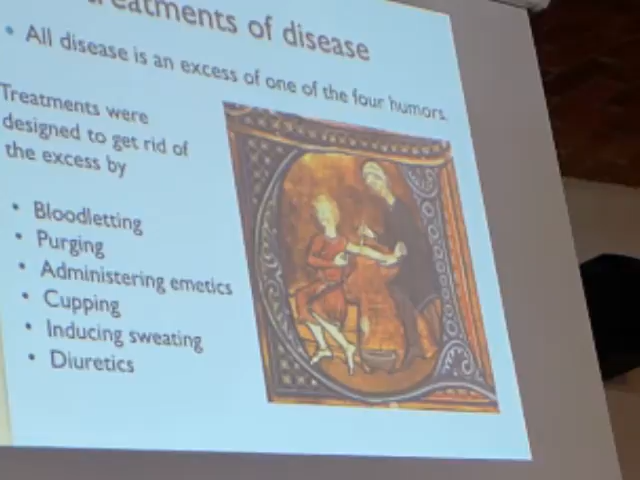 Treatments of disease
• All disease is an excess of one of the four humors.
Treatments were
designed to get rid of
the excess by
• Bloodletting
• Purging
• Administering emetics
• Cupping
• Inducing sweating
• Diuretics